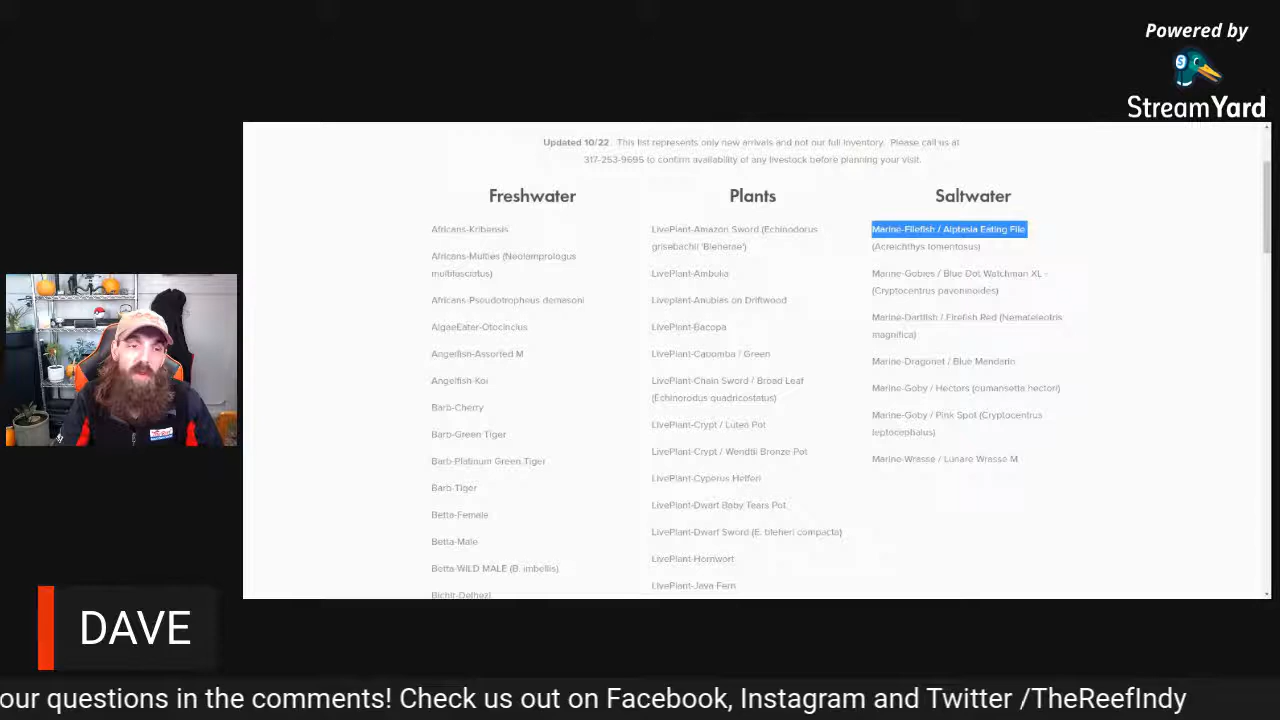 Powered by
StreamYard
Updated 10/22. This list represents only new arrivals and not our full inventory. Please call us at
317-253-9695 to confirm availability of any livestock before planning your visit.
Freshwater
Africans-Kribensis
Africans-Multies (Neolamprologus
multifasciatus)
Africans-Pseudotropheus demasoni
AlgaeEater-Otocinclus
Angelfish-Assorted M
Angelfish-Koi
Barb-Cherry
Barb-Green Tiger
Barb-Platinum Green Tiger
Barb-Tiger
Betta-Female
Betta-Male
Betta-WILD MALE (B. imbellis)
Bichir-Delhezi
Plants
LivePlant-Amazon Sword (Echinodorus
grisebachii 'Bleherae')
LivePlant-Ambulia
Liveplant-Anubias on Driftwood
LivePlant-Bacopa
LivePlant-Cabomba / Green
LivePlant-Chain Sword / Broad Leaf
(Echinorodus quadricostatus)
LivePlant-Crypt / Lutea Pot
LivePlant-Crypt / Wendtii Bronze Pot
LivePlant-Cyperus Helferi
LivePlant-Dwarf Baby Tears Pot
LivePlant-Dwarf Sword (E. bleheri compacta)
LivePlant-Hornwort
LivePlant-Java Fern
Saltwater
Marine-Filefish / Aiptasia Eating File
(Acreichthys tomentosus)
Marine-Gobies / Blue Dot Watchman XL -
(Cryptocentrus pavoninoides)
Marine-Dartfish / Firefish Red (Nemateleotris
magnifica)
Marine-Dragonet / Blue Mandarin
Marine-Goby / Hectors (oumansetta hectori)
Marine-Goby / Pink Spot (Cryptocentrus
leptocephalus)
Marine-Wrasse / Lunare Wrasse M
DAVE
our questions in the comments! Check us out on Facebook, Instagram and Twitter /TheReefIndy